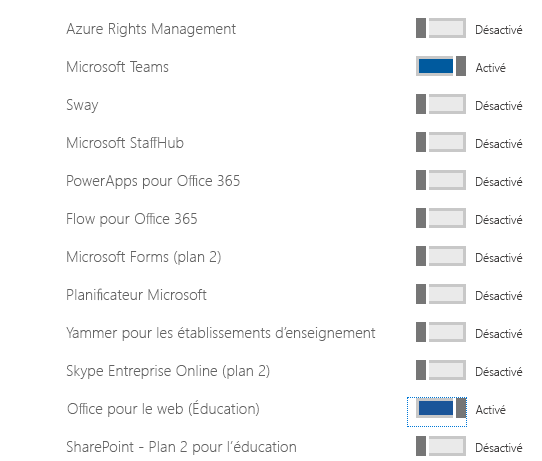 Azure Rights Management Désactivé
Microsoft Teams Activé
Sway Désactivé
Microsoft StaffHub Désactivé
PowerApps pour Office 365 Désactivé
Flow pour Office 365 Désactivé
Microsoft Forms (plan 2) Désactivé
Planificateur Microsoft Désactivé
Yammer pour les établissements d’enseignement Désactivé
Skype Entreprise Online (plan 2) Désactivé
Office pour le web (Éducation) Activé
SharePoint - Plan 2 pour l’éducation Désactivé